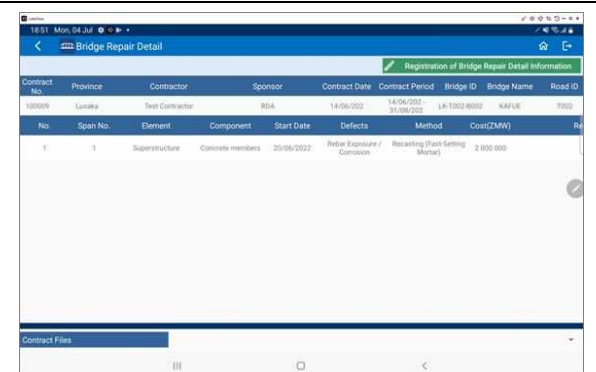 18:51 Mon, 04 Jul
Bridge Repair Detail
Registration of Bridge Repair Detail Information
Contract No. Province Contractor Sponsor Contract Date Contract Period Bridge ID Bridge Name Road ID
100009 Lusaka Test Contractor RDA 14/06/202 14/06/202 - 31/08/202 LK-T002-B002 KAFUE T002
No. Span No. Element Component Start Date Defects Method Cost(ZMW) Re
1 1 Superstructure Concrete members 20/06/2022 Rebar Exposure / Corrosion Recasting (Fast-Setting Mortar) 2 000 000
Contract Files